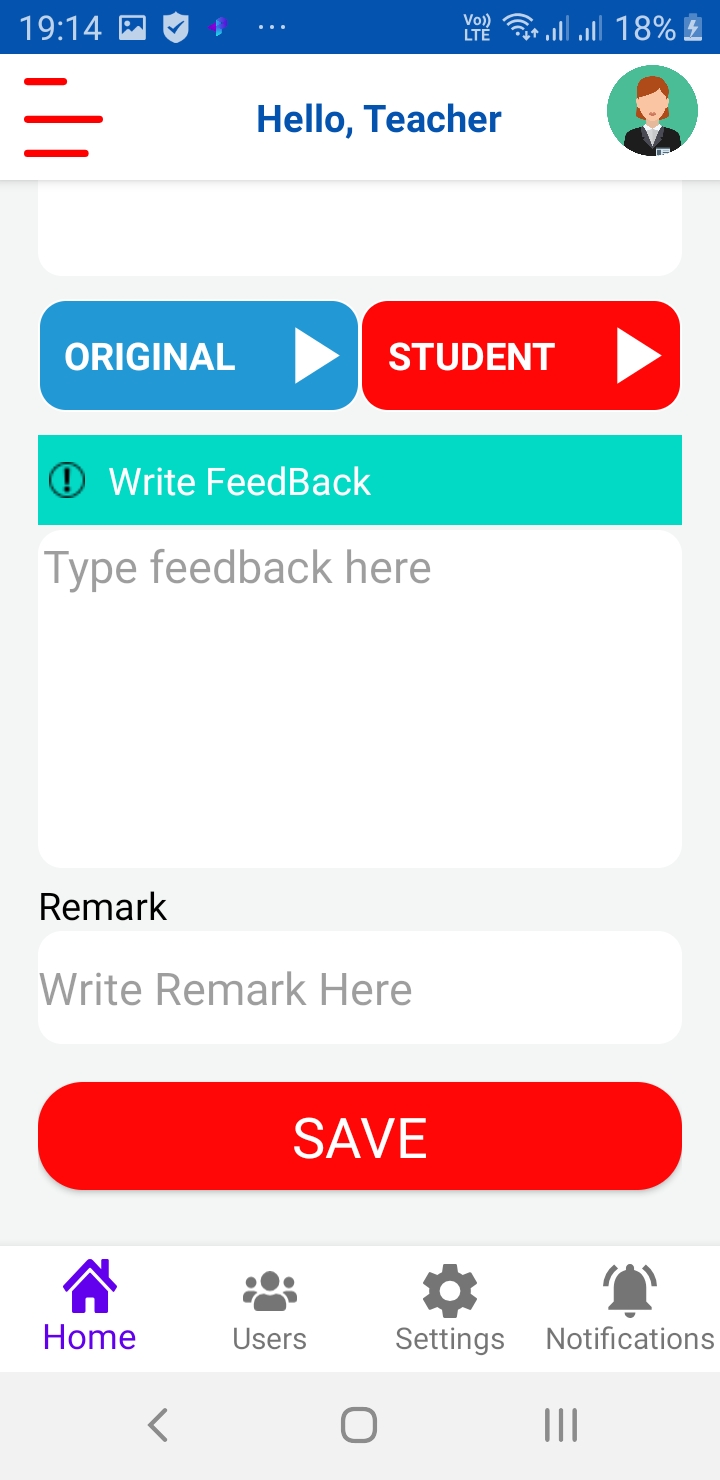 19:14 ... Vo)) LTE 18%
Hello, Teacher
ORIGINAL STUDENT
Write FeedBack
Type feedback here
Remark
Write Remark Here
SAVE
Home Users Settings Notifications